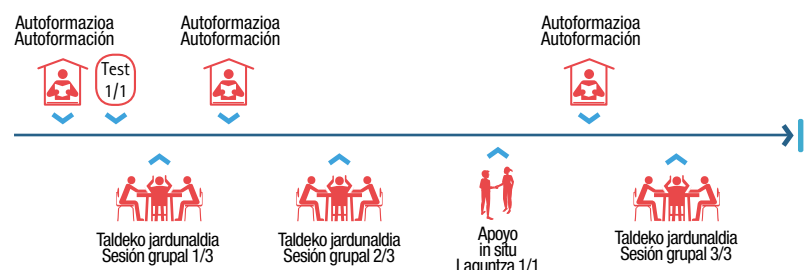 Autoformazioa
Autoformación
Test
1/1
Autoformazioa
Autoformación
Autoformazioa
Autoformación
Taldeko jardunaldia
Sesión grupal 1/3
Taldeko jardunaldia
Sesión grupal 2/3
Apoyo
in situ
Laguntza 1/1
Taldeko jardunaldia
Sesión grupal 3/3